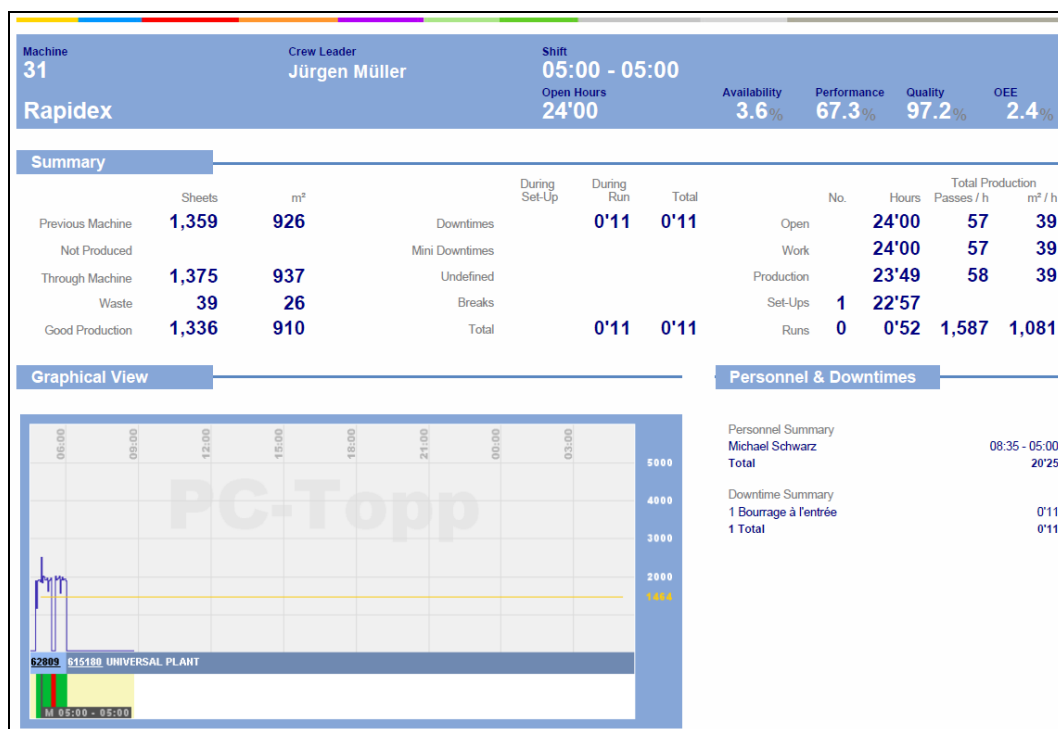 Machine Crew Leader Shift
31 Jürgen Müller 05:00 - 05:00
Open Hours Availability Performance Quality OEE
Rapidex 24'00 3.6% 67.3% 97.2% 2.4%
Summary
During Set-Up During Run Total
Total Production
Sheets m² No. Hours Passes / h m² / h
Previous Machine 1,359 926 Downtimes 0'11 0'11 Open 24'00 57 39
Not Produced Mini Downtimes Work 24'00 57 39
Through Machine 1,375 937 Undefined Production 23'49 58 39
Waste 39 26 Breaks Set-Ups 1 22'57
Good Production 1,336 910 Total 0'11 0'11 Runs 0 0'52 1,587 1,081
Graphical View Personnel & Downtimes
06:00 09:00 12:00 15:00 18:00 21:00 00:00 03:00
5000
4000
3000
2000
1464
PC-Topp
62809 615180 UNIVERSAL PLANT
M 05:00 - 05:00
Personnel Summary
Michael Schwarz 08:35 - 05:00
Total 20'25
Downtime Summary
1 Bourrage à l'entrée 0'11
1 Total 0'11